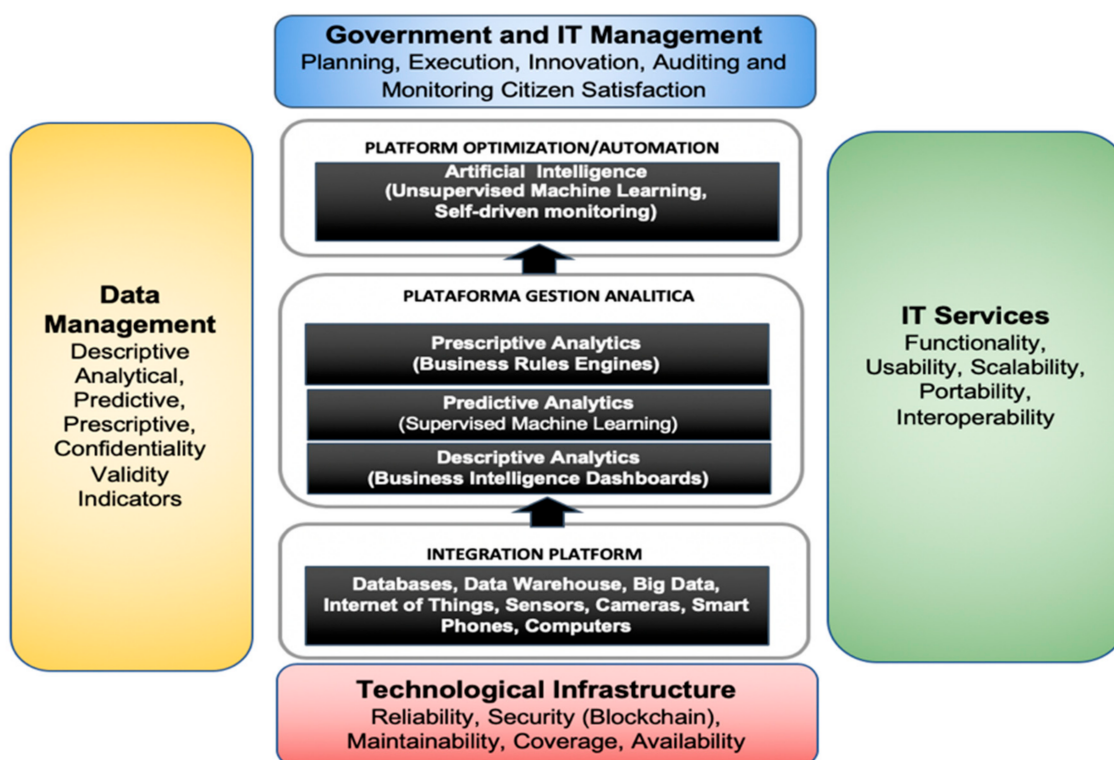 Government and IT Management
Planning, Execution, Innovation, Auditing and
Monitoring Citizen Satisfaction
Data
Management
Descriptive
Analytical,
Predictive,
Prescriptive,
Confidentiality
Validity
Indicators
PLATFORM OPTIMIZATION/AUTOMATION
Artificial Intelligence
(Unsupervised Machine Learning,
Self-driven monitoring)
PLATAFORMA GESTION ANALITICA
Prescriptive Analytics
(Business Rules Engines)
Predictive Analytics
(Supervised Machine Learning)
Descriptive Analytics
(Business Intelligence Dashboards)
INTEGRATION PLATFORM
Databases, Data Warehouse, Big Data,
Internet of Things, Sensors, Cameras, Smart
Phones, Computers
IT Services
Functionality,
Usability, Scalability,
Portability,
Interoperability
Technological Infrastructure
Reliability, Security (Blockchain),
Maintainability, Coverage, Availability